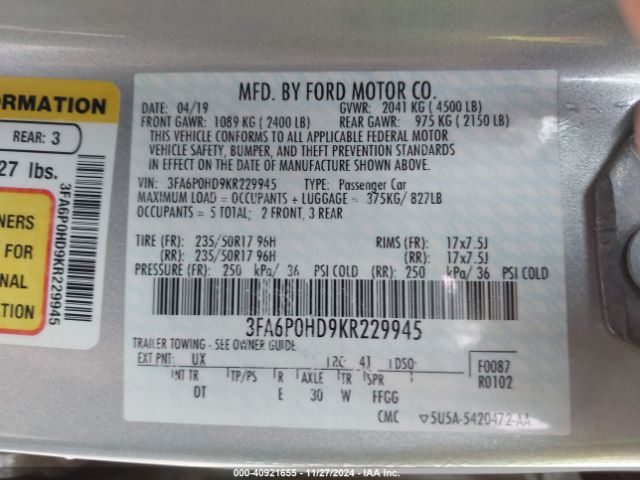 ORMATION
REAR: 3
27 lbs.
NERS
FOR
NAL
ION
3FA6P0HD9KR229945
MFD. BY FORD MOTOR CO.
DATE: 04/19 GVWR: 2041 KG ( 4500 LB)
FRONT GAWR: 1089 KG ( 2400 LB) REAR GAWR: 975 KG ( 2150 LB)
THIS VEHICLE CONFORMS TO ALL APPLICABLE FEDERAL MOTOR
VEHICLE SAFETY, BUMPER, AND THEFT PREVENTION STANDARDS
IN EFFECT ON THE DATE OF MANUFACTURE SHOWN ABOVE.
VIN: 3FA6P0HD9KR229945 TYPE: Passenger Car
MAXIMUM LOAD = OCCUPANTS + LUGGAGE = 375KG/ 827LB
OCCUPANTS = 5 TOTAL; 2 FRONT, 3 REAR
TIRE (FR): 235/50R17 96H RIMS (FR): 17x7.5J
(RR): 235/50R17 96H (RR): 17x7.5J
PRESSURE (FR): 250 kPa/ 36 PSI COLD (RR): 250 kPa/ 36 PSI COLD
3FA6P0HD9KR229945
TRAILER TOWING - SEE OWNER GUIDE
EXT PNT: UX 41 DSO F0087
INT TR TP/PS R AXLE TR SPR R0102
DT E 30 W FFGG
CMC ▽5U5A-5420472-AA
000-40921655 - 11/27/2024 - IAA Inc.